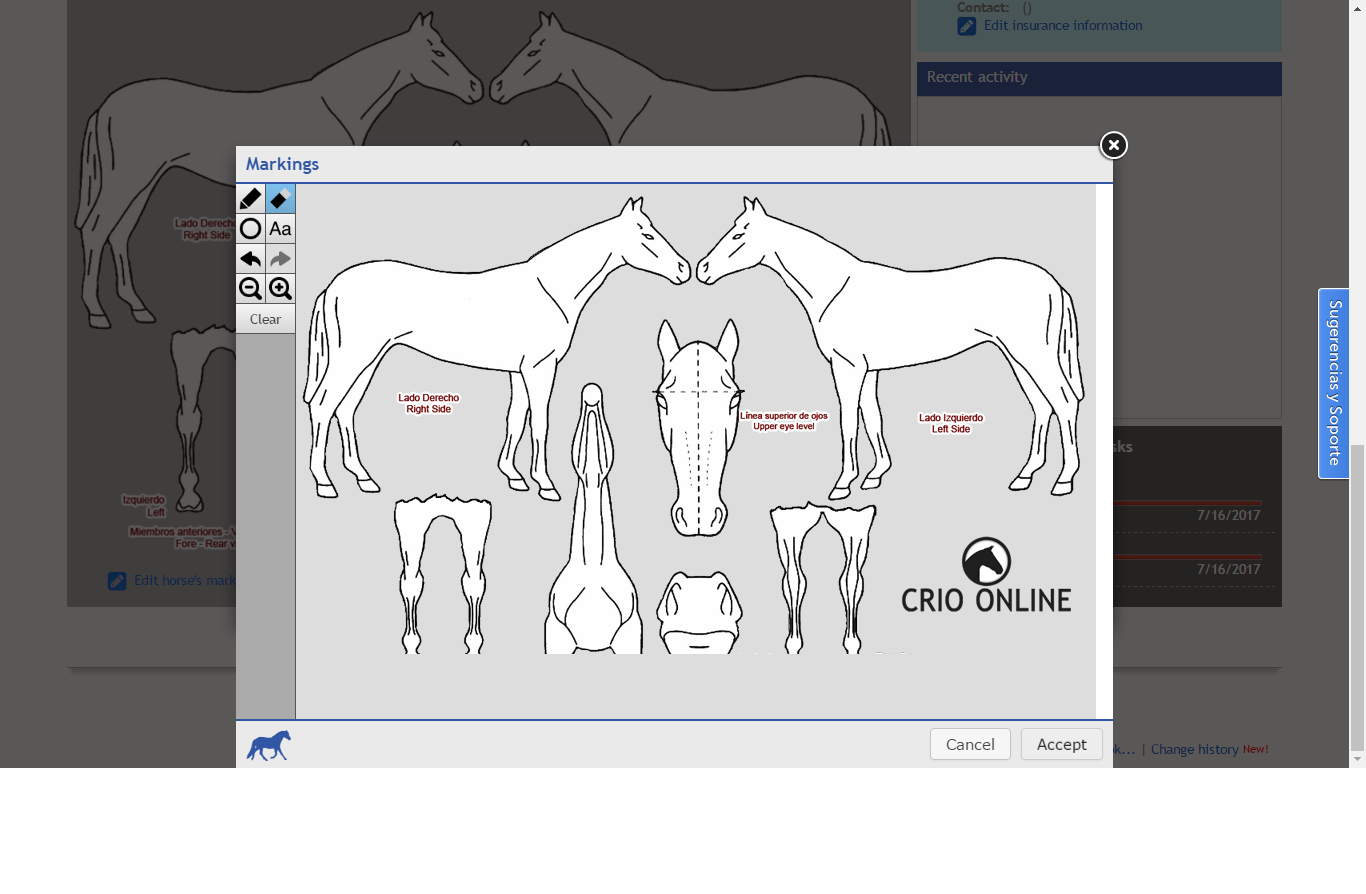 Contact: ()
Edit insurance information
Recent activity
Markings
Aa
Clear
Lado Derecho
Right Side
Lado Derecho
Right Side
Línea superior de ojos
Upper eye level
Lado Izquierdo
Left Side
Sugerencias y Soporte
sks
Izquierdo
Left
7/16/2017
Miembros anteriores - V
Fore - Rear v
7/16/2017
Edit horse's mark
CRIO ONLINE
Cancel
Accept
ok... | Change history New!